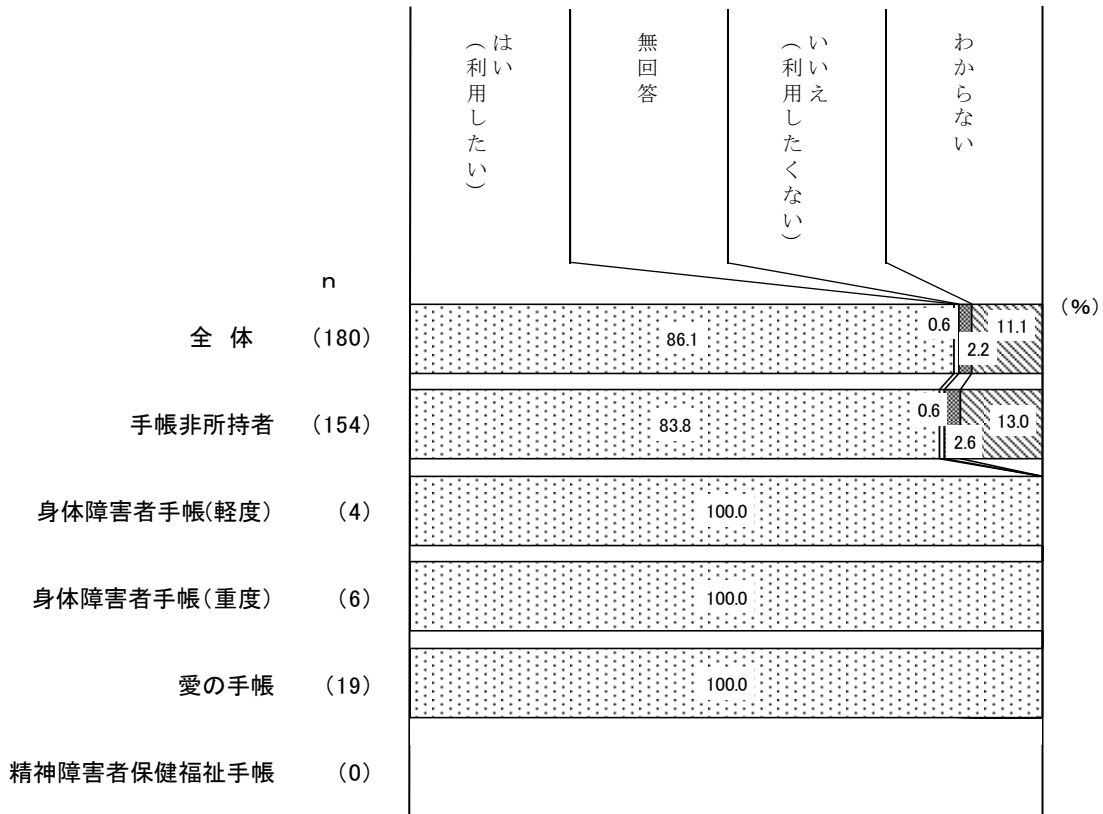 はい
（利用したい）
無回答
いいえ
（利用したくない）
わからない
n
(%)
全 体 (180) 86.1 0.6 2.2 11.1
手帳非所持者 (154) 83.8 0.6 2.6 13.0
身体障害者手帳(軽度) (4) 100.0
身体障害者手帳(重度) (6) 100.0
愛の手帳 (19) 100.0
精神障害者保健福祉手帳 (0)